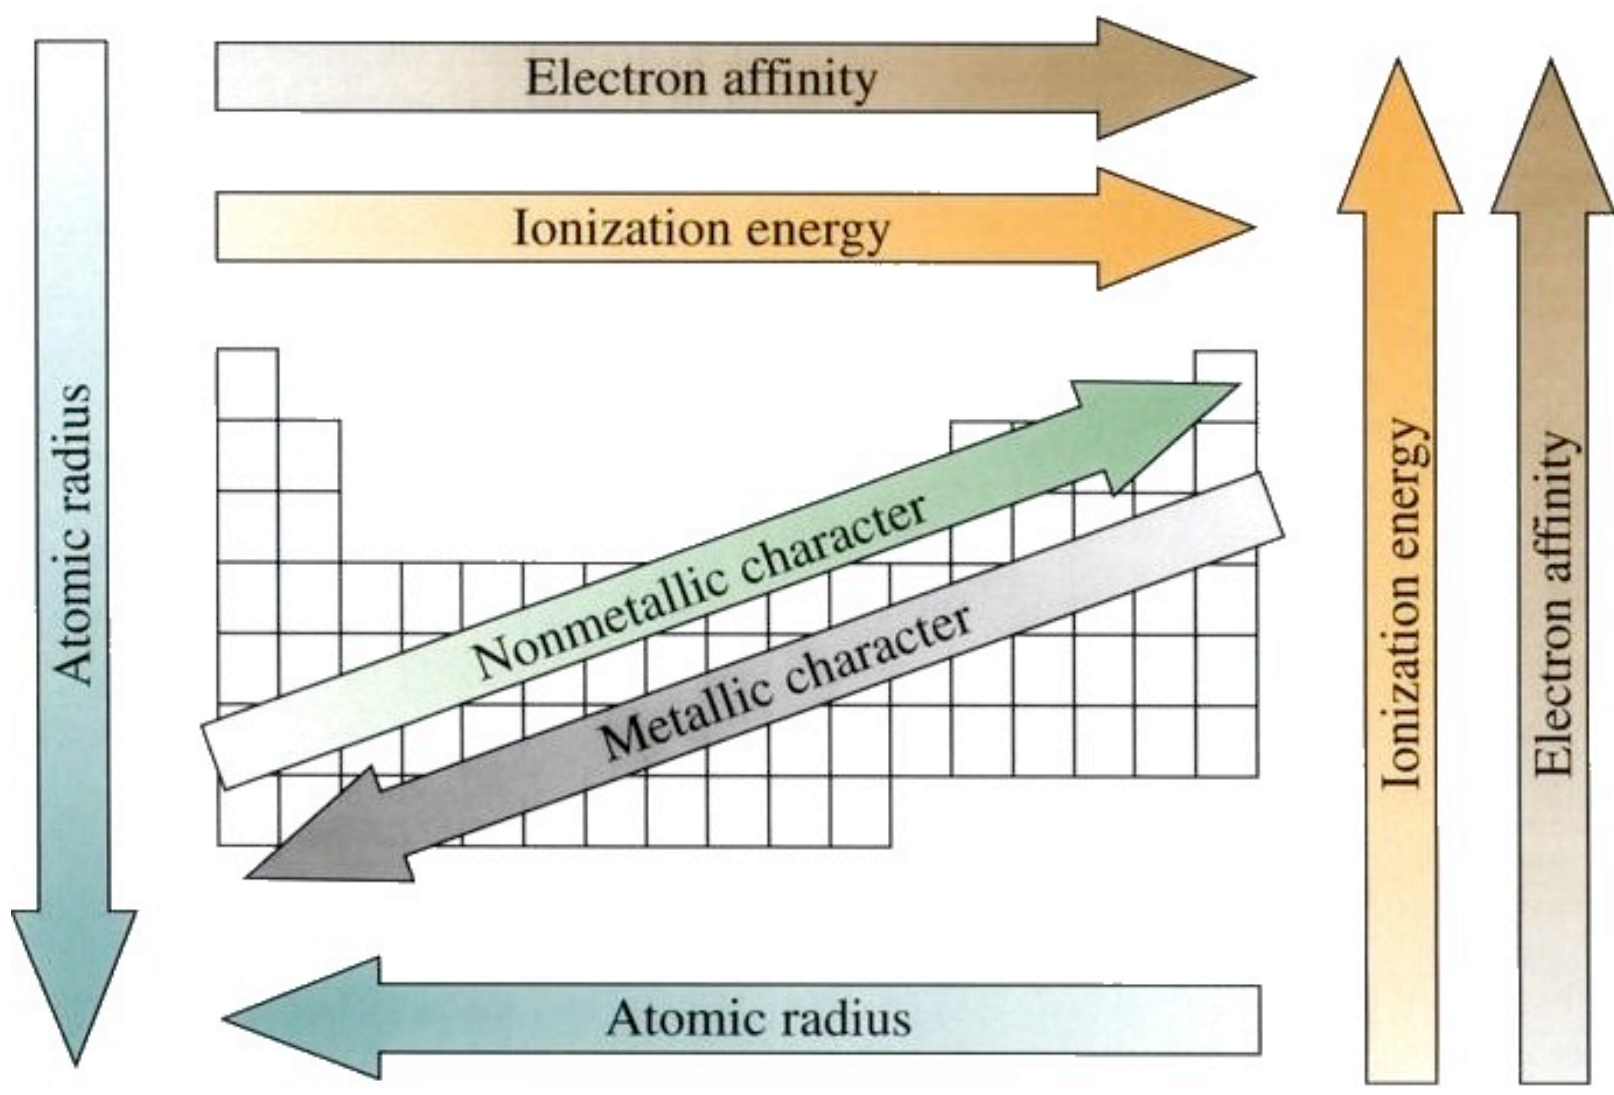 Electron affinity
Ionization energy
Atomic radius
Nonmetallic character
Metallic character
Ionization energy
Electron affinity
Atomic radius